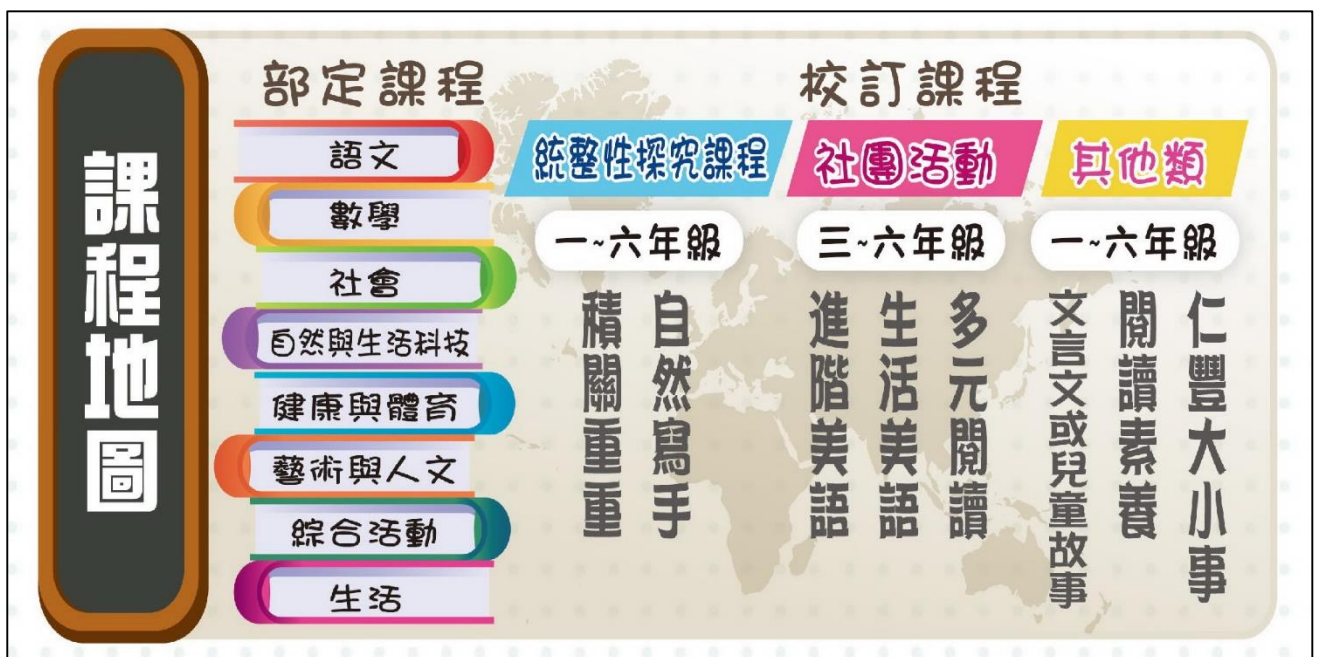 課程地圖
部定課程
語文
數學
社會
自然與生活科技
健康與體育
藝術與人文
綜合活動
生活
校訂課程
統整性探究課程
一~六年級
自然寫手
積關重重
社團活動
三~六年級
多元閱讀
生活美語
進階美語
其他類
一~六年級
仁豐大小事
閱讀素養
文言文或兒童故事